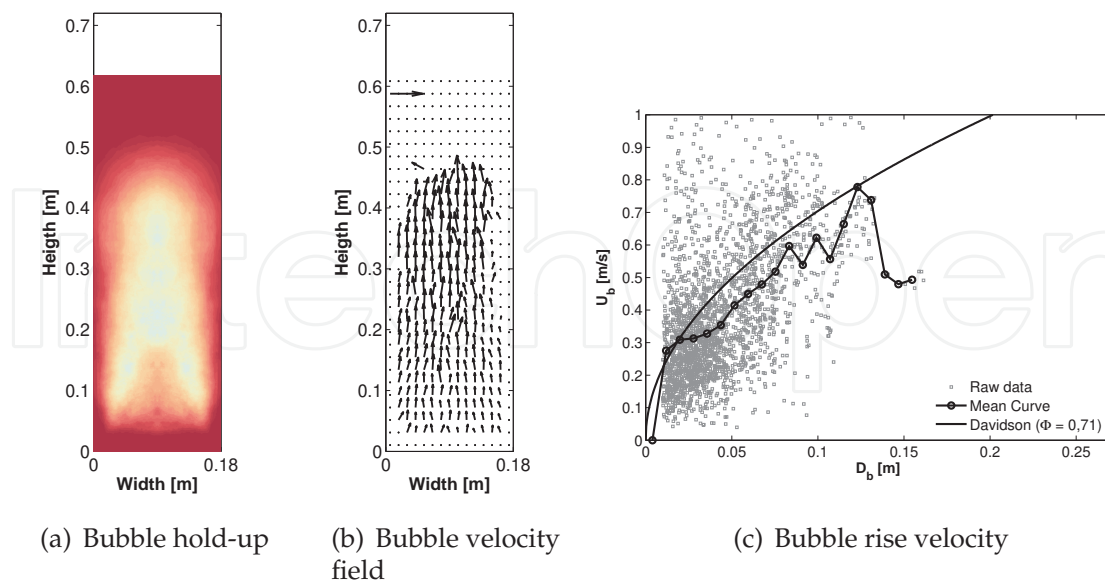 0.7
0.6
0.5
0.4
0.3
0.2
0.1
0
Heigth [m]
0 0.18
Width [m]
(a) Bubble hold-up
0.7
0.6
0.5
0.4
0.3
0.2
0.1
0
Heigth [m]
0 0.18
Width [m]
(b) Bubble velocity
field
1
0.9
0.8
0.7
0.6
0.5
0.4
0.3
0.2
0.1
0
U_b [m/s]
Raw data
Mean Curve
Davidson (Φ = 0,71)
0 0.05 0.1 0.15 0.2 0.25
D_b [m]
(c) Bubble rise velocity